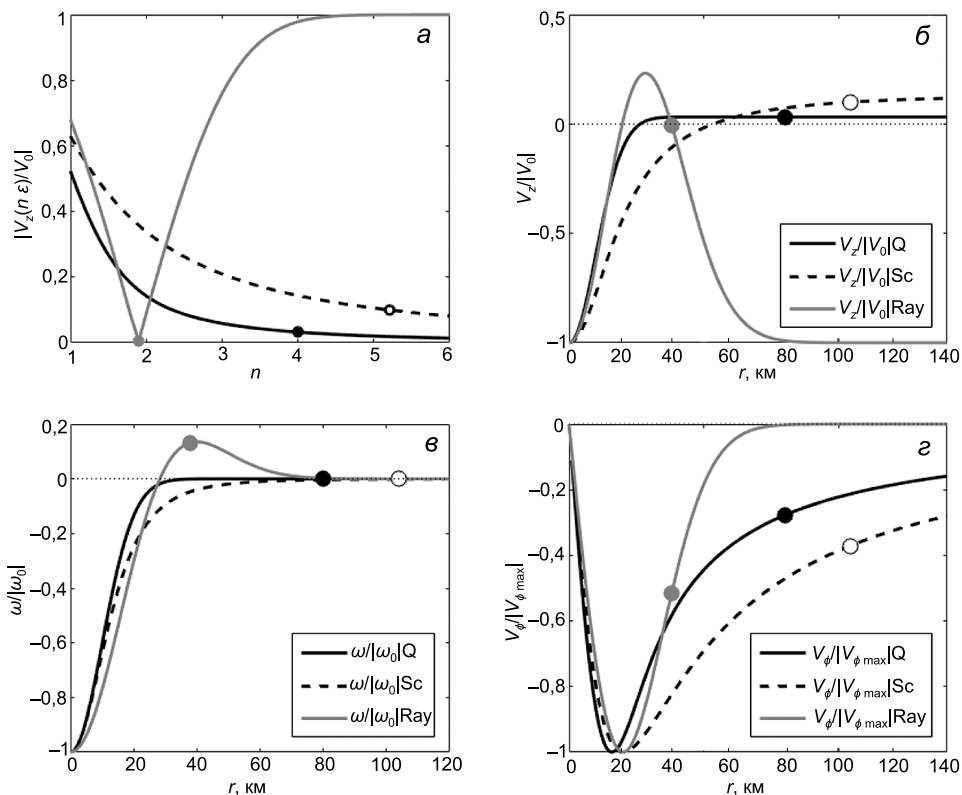 а
|V_z(n ε)/V_0|
1
0,8
0,6
0,4
0,2
0
1 2 3 4 5 6
n
б
V_z/|V_0|
0,5
0
–0,5
–1
V_z/|V_0|Q
V_z/|V_0|Sc
V_z/|V_0|Ray
0 20 40 60 80 100 120 140
r, км
в
ω/|ω_0|
0,2
0
–0,2
–0,4
–0,6
–0,8
–1
ω/|ω_0|Q
ω/|ω_0|Sc
ω/|ω_0|Ray
0 20 40 60 80 100 120
r, км
г
V_ϕ/|V_ϕ max|
0
–0,2
–0,4
–0,6
–0,8
–1
V_ϕ/|V_ϕ max|Q
V_ϕ/|V_ϕ max|Sc
V_ϕ/|V_ϕ max|Ray
0 20 40 60 80 100 120 140
r, км